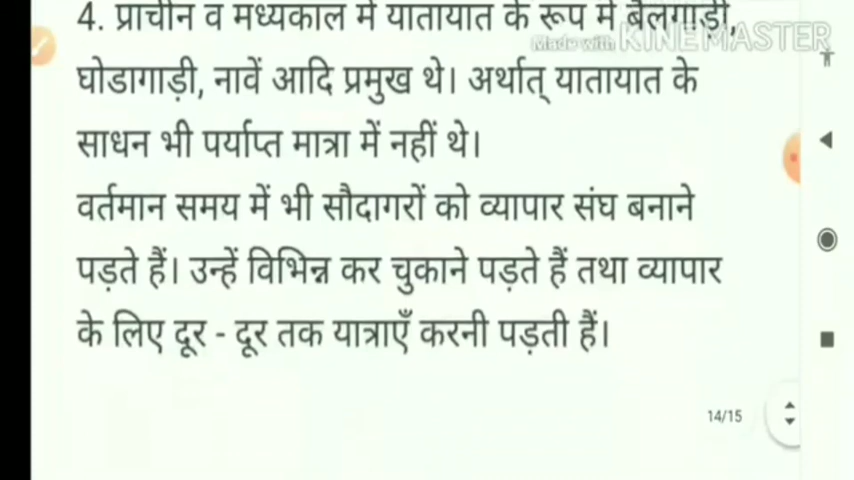 4. प्राचीन व मध्यकाल में यातायात के रूप में बैलगाड़ी,
Made with KINEMASTER
घोडागाड़ी, नावें आदि प्रमुख थे। अर्थात् यातायात के
साधन भी पर्याप्त मात्रा में नहीं थे।
वर्तमान समय में भी सौदागरों को व्यापार संघ बनाने
पड़ते हैं। उन्हें विभिन्न कर चुकाने पड़ते हैं तथा व्यापार
के लिए दूर - दूर तक यात्राएँ करनी पड़ती हैं।
14/15